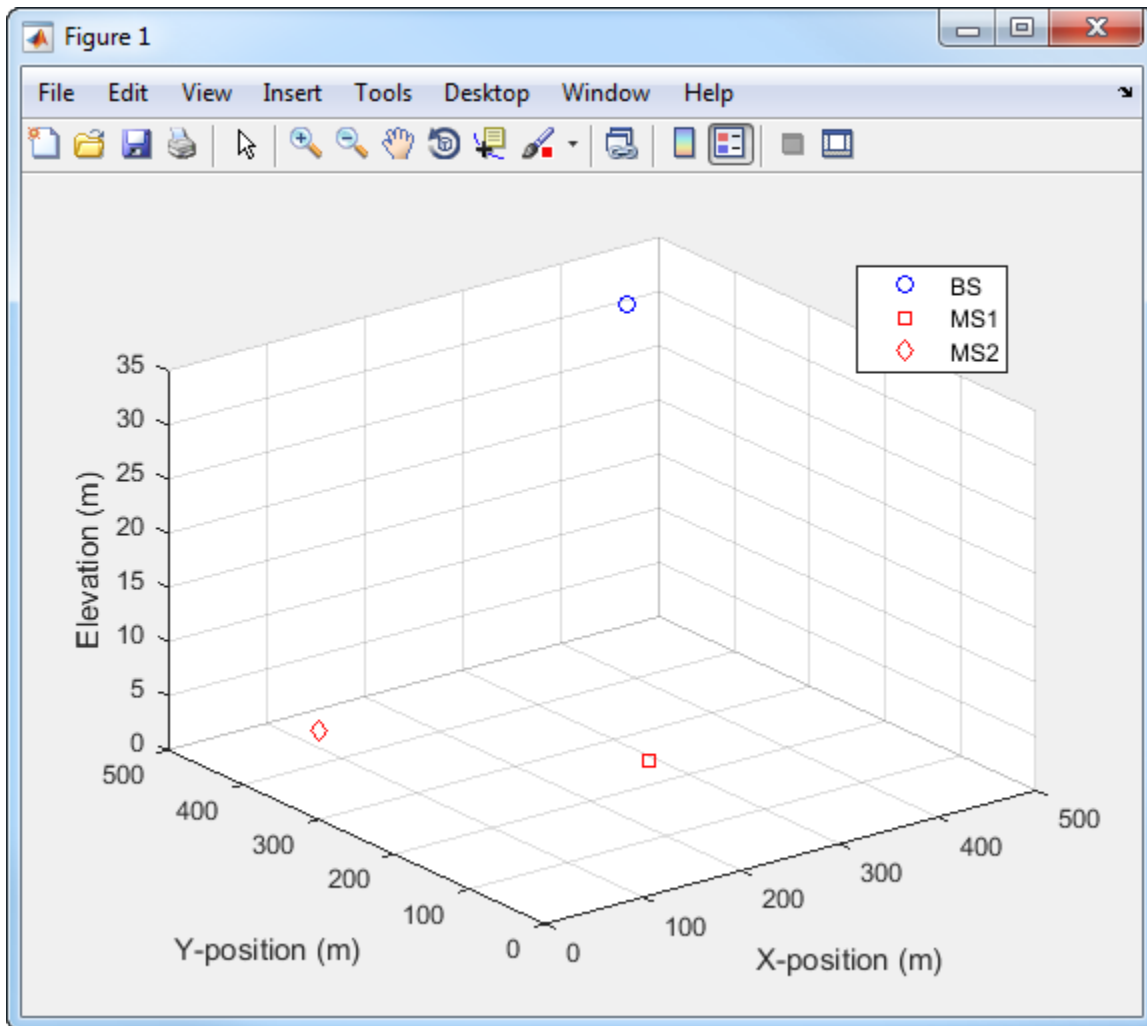 Figure 1
File Edit View Insert Tools Desktop Window Help
BS
MS1
MS2
35
30
25
20
15
10
5
0
Elevation (m)
500
400
300
200
100
0
Y-position (m)
0
100
200
300
400
500
X-position (m)